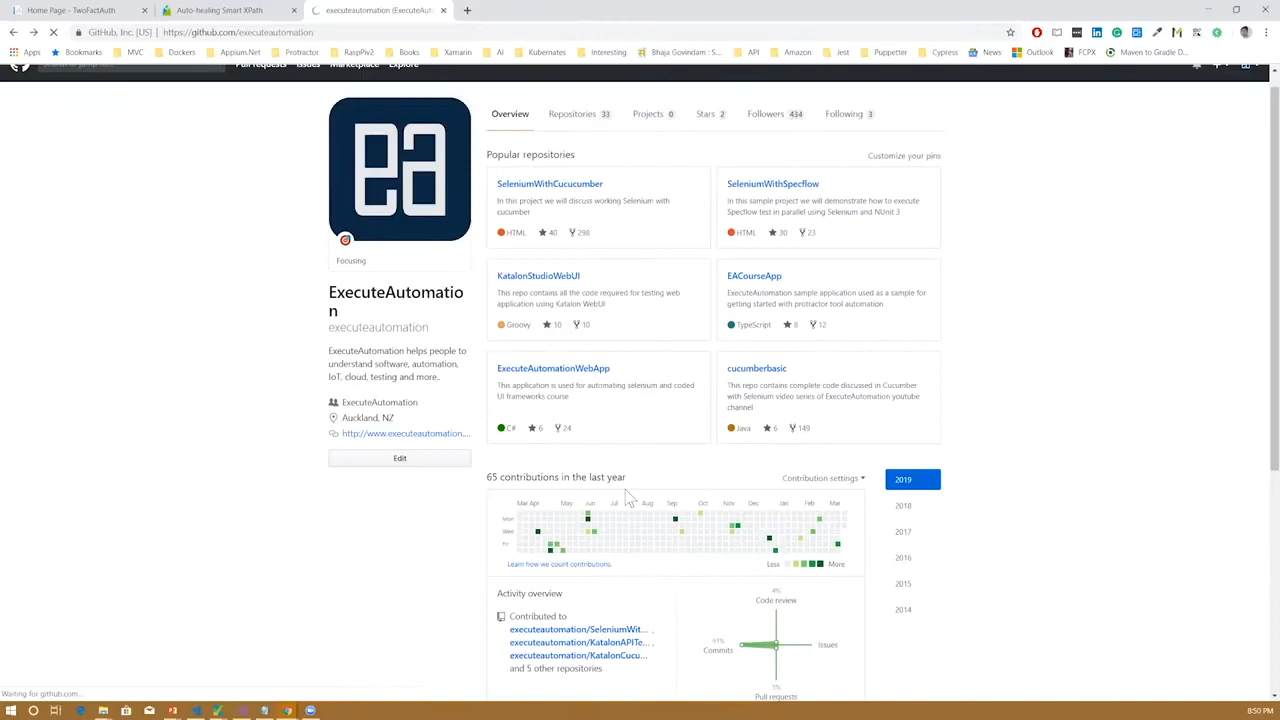 Home Page - TwoFactAuth
Auto-healing Smart XPath
executeautomation (ExecuteAuto
GitHub, Inc. [US] | https://github.com/executeautomation
Apps Bookmarks MVC Dockers Appium.Net Protractor RaspPiv2 Books Xamarin AI Kubernates Interesting Bhaja Govindam : S... API Amazon Jest Puppetter Cypress News Outlook FCPX Maven to Gradle D...
Pull requests Issues Marketplace Explore
Overview Repositories 33 Projects 0 Stars 2 Followers 434 Following 3
Popular repositories
Customize your pins
SeleniumWithCucucumber
In this project we will discuss working Selenium with
cucumber
HTML 40 298
SeleniumWithSpecflow
In this sample project we will demonstrate how to execute
Specflow test in parallel using Selenium and NUnit 3
HTML 30 23
KatalonStudioWebUI
This repo contains all the code required for testing web
application using Katalon WebUI
Groovy 10 10
EACourseApp
ExecuteAutomation sample application used as a sample for
getting started with protractor tool automation
TypeScript 8 12
ExecuteAutomationWebApp
This application is used for automating selenium and coded
UI frameworks course
C# 6 24
cucumberbasic
This repo contains complete code discussed in Cucumber
with Selenium video series of ExecuteAutomation youtube
channel
Java 6 149
ea
Focusing
ExecuteAutomatio
n
executeautomation
ExecuteAutomation helps people to
understand software, automation,
IoT, cloud, testing and more..
ExecuteAutomation
Auckland, NZ
http://www.executeautomation....
Edit
65 contributions in the last year
Contribution settings
Mar Apr May Jun Jul Aug Sep Oct Nov Dec Jan Feb Mar
Mon
Wed
Fri
Learn how we count contributions.
Less More
2019
2018
2017
2016
2015
2014
Activity overview
Contributed to
executeautomation/SeleniumWit... ,
executeautomation/KatalonAPITe... ,
executeautomation/KatalonCucu...
and 5 other repositories
4%
Code review
91%
Commits
Issues
5%
Pull requests
Waiting for github.com...
8:50 PM